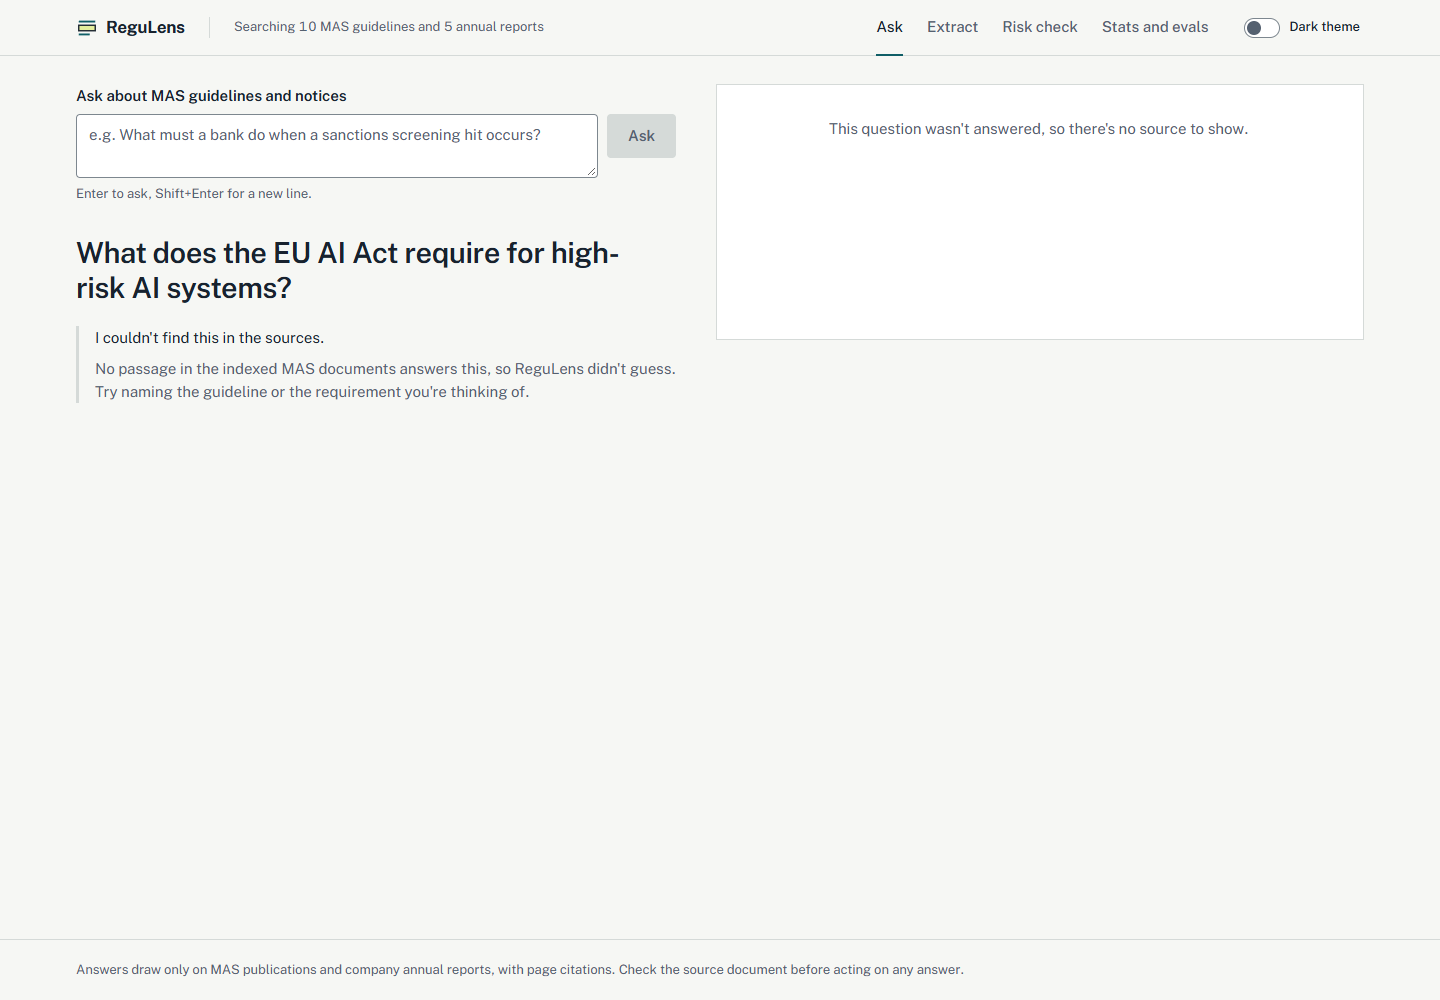 ReguLens
Searching 10 MAS guidelines and 5 annual reports
Ask
Extract
Risk check
Stats and evals
Dark theme
Ask about MAS guidelines and notices
e.g. What must a bank do when a sanctions screening hit occurs?
Ask
Enter to ask, Shift+Enter for a new line.
What does the EU AI Act require for high-
risk AI systems?
I couldn't find this in the sources.
No passage in the indexed MAS documents answers this, so ReguLens didn't guess.
Try naming the guideline or the requirement you're thinking of.
This question wasn't answered, so there's no source to show.
Answers draw only on MAS publications and company annual reports, with page citations. Check the source document before acting on any answer.